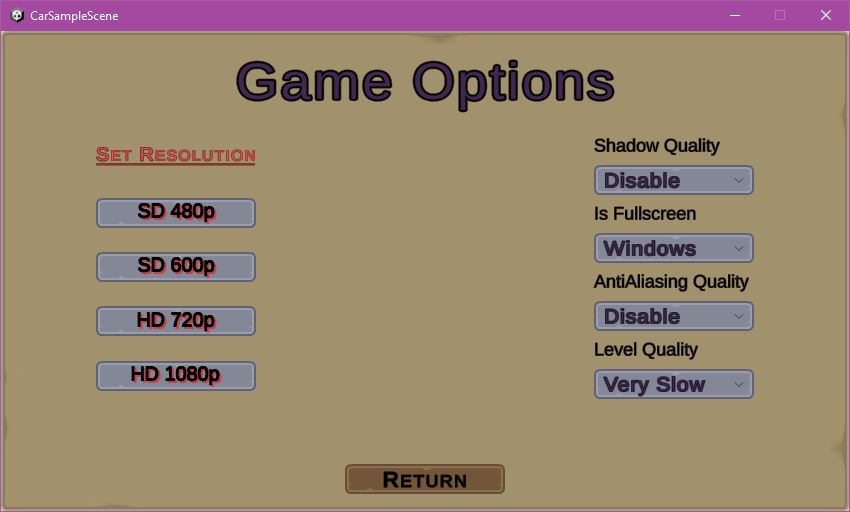 CarSampleScene
Game Options
Set Resolution
SD 480p
SD 600p
HD 720p
HD 1080p
Shadow Quality
Disable
Is Fullscreen
Windows
AntiAliasing Quality
Disable
Level Quality
Very Slow
Return